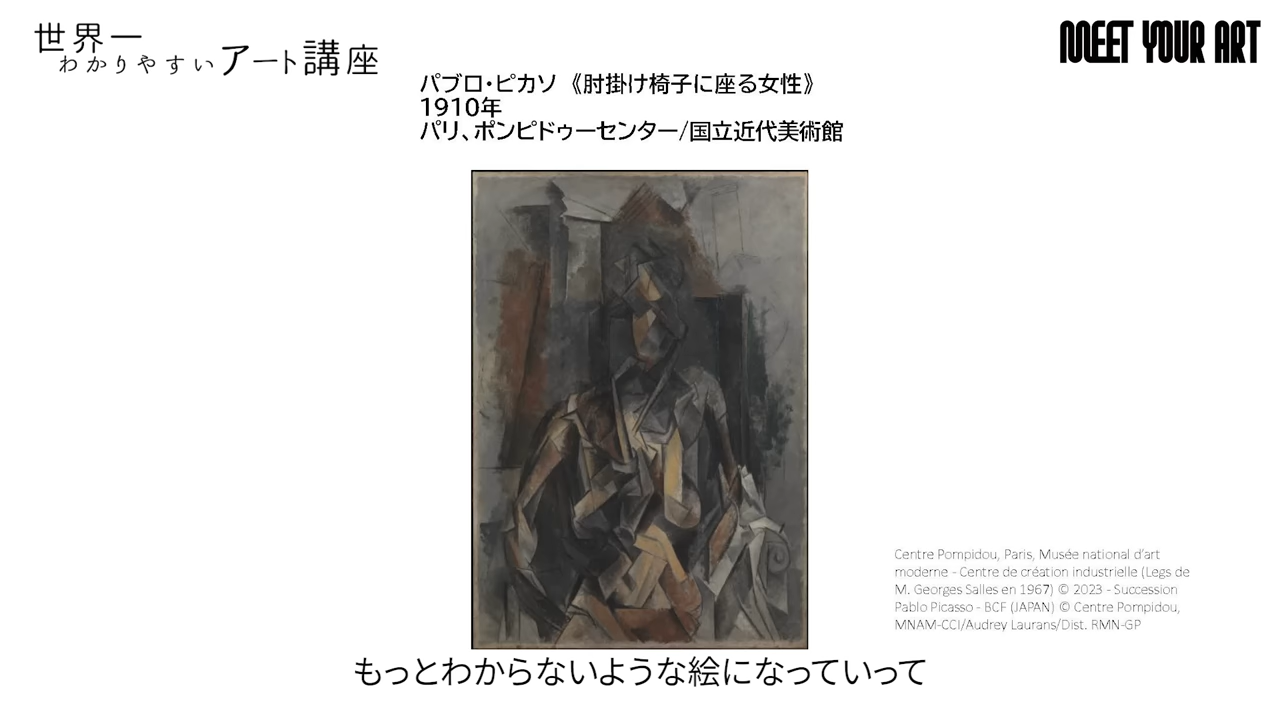 世界一
わかりやすいアート講座
MEET YOUR ART
パブロ・ピカソ 《肘掛け椅子に座る女性》
1910年
パリ、ポンピドゥーセンター/国立近代美術館
Centre Pompidou, Paris, Musée national d'art
moderne - Centre de création industrielle (Legs de
M. Georges Salles en 1967) © 2023 - Succession
Pablo Picasso - BCF (JAPAN) © Centre Pompidou,
MNAM-CCI/Audrey Laurans/Dist. RMN-GP
もっとわからないような絵になっていって